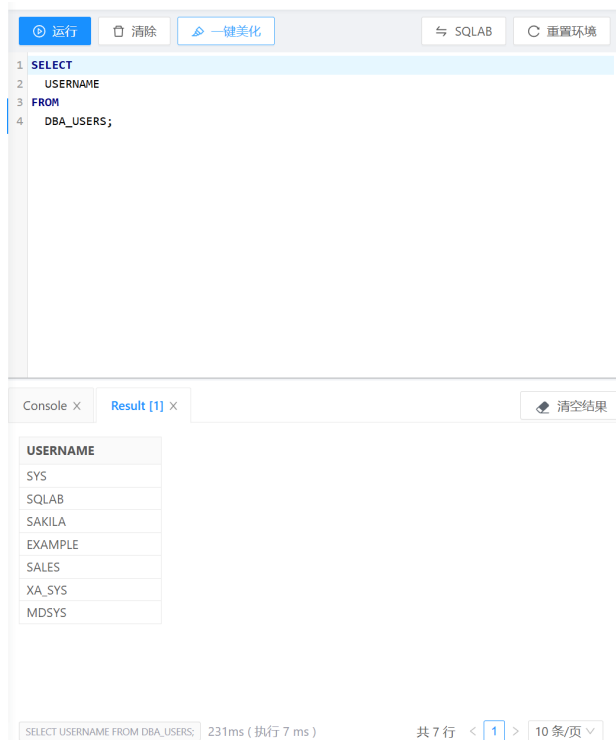 运行 清除 一键美化 SQLAB 重置环境
1 SELECT
2 USERNAME
3 FROM
4 DBA_USERS;
Console Result [1] 清空结果
USERNAME
SYS
SQLAB
SAKILA
EXAMPLE
SALES
XA_SYS
MDSYS
SELECT USERNAME FROM DBA_USERS; 231ms ( 执行 7 ms ) 共 7 行 < 1 > 10 条/页